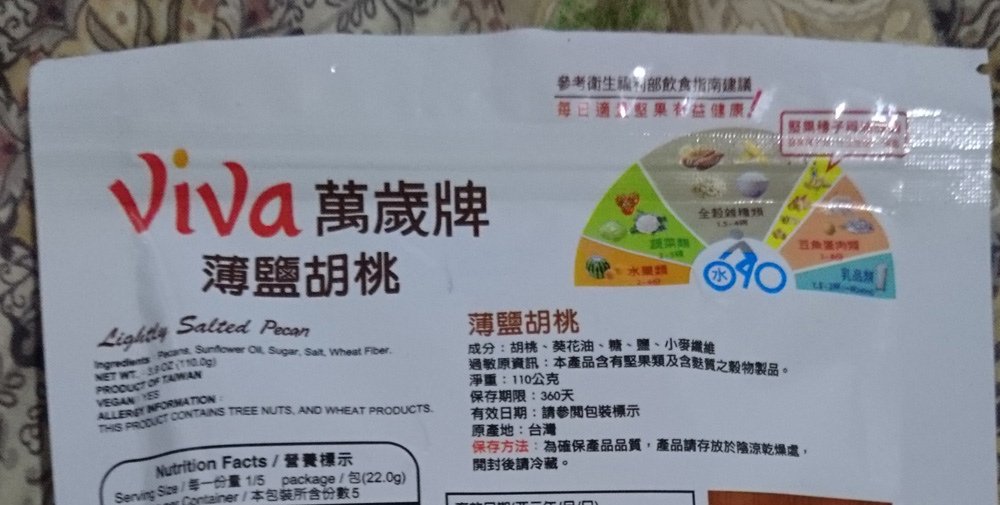 參考衛生福利部飲食指南建議
每日適 堅果有益健康
堅果種子
全穀雜糧類
1.5-4碗
蔬菜類
水果類
豆魚蛋肉類
乳品類
水
viva 萬歲牌
薄鹽胡桃
Lightly Salted Pecan
Ingredients : Pecans, Sunflower Oil, Sugar, Salt, Wheat Fiber.
NET WT. : 3.9 OZ (110.0g)
PRODUCT OF TAIWAN
VEGAN : YES
ALLERGY INFORMATION :
THIS PRODUCT CONTAINS TREE NUTS, AND WHEAT PRODUCTS.
Nutrition Facts / 營養標示
Serving Size / 每一份量 1/5 package / 包(22.0g)
Container / 本包裝所含份數5
薄鹽胡桃
成分：胡桃、葵花油、糖、鹽、小麥纖維
過敏原資訊：本產品含有堅果類及含麩質之穀物製品。
淨重：110公克
保存期限：360天
有效日期：請參閱包裝標示
原產地：台灣
保存方法：為確保產品品質，產品請存放於陰涼乾燥處，
開封後請冷藏。